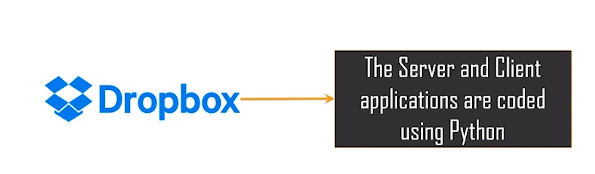 Dropbox
The Server and Client
applications are coded
using Python